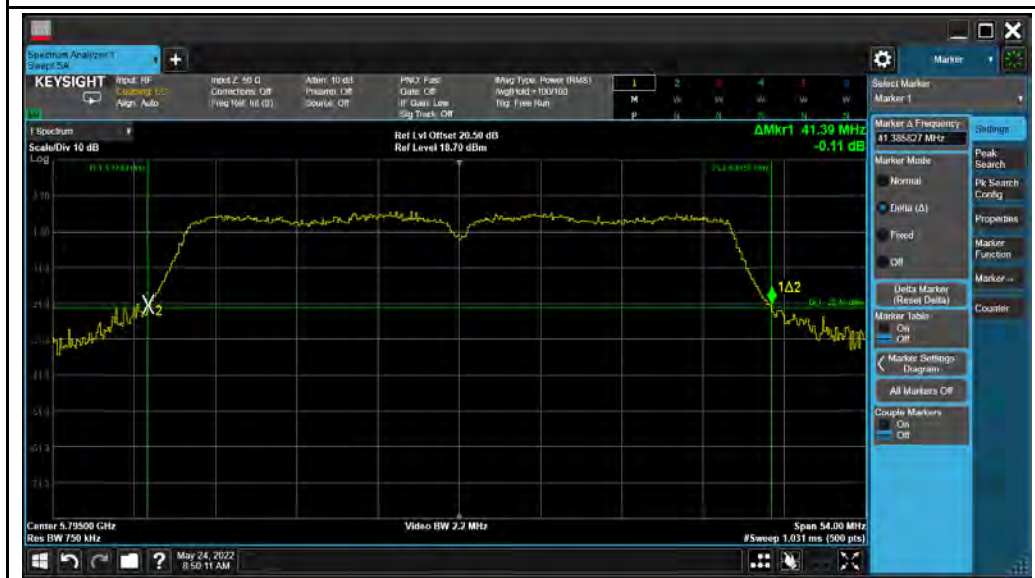 Spectrum Analyzer 1
Swept SA
+
Marker
KEYSIGHT
Input: RF
Coupling: DC
Align: Auto
Input Z: 50 Ω
Corrections: Off
Freq Ref: Int (S)
Atten: 10 dB
Preamp: Off
Source: Off
PNO: Fast
Gate: Off
IF Gain: Low
Sig Track: Off
#Avg Type: Power (RMS)
Avg|Hold: >100/100
Trig: Free Run
1 2 3 4 5 6
M W W W W W
P N N N N N
1 Spectrum
Scale/Div 10 dB
Log
Ref Lvl Offset 20.50 dB
Ref Level 18.70 dBm
ΔMkr1 41.39 MHz
-0.11 dB
X2
1Δ2
Center 5.79500 GHz
Res BW 750 kHz
Video BW 2.2 MHz
Span 54.00 MHz
#Sweep 1.031 ms (500 pts)
Select Marker
Marker 1
Marker Δ Frequency
41.385827 MHz
Marker Mode
Normal
Delta (Δ)
Fixed
Off
Delta Marker
(Reset Delta)
Marker Table
On
Off
Marker Settings
Diagram
All Markers Off
Couple Markers
On
Off
Settings
Peak
Search
Pk Search
Config
Properties
Marker
Function
Marker→
Counter
?
May 24, 2022
8:50:11 AM